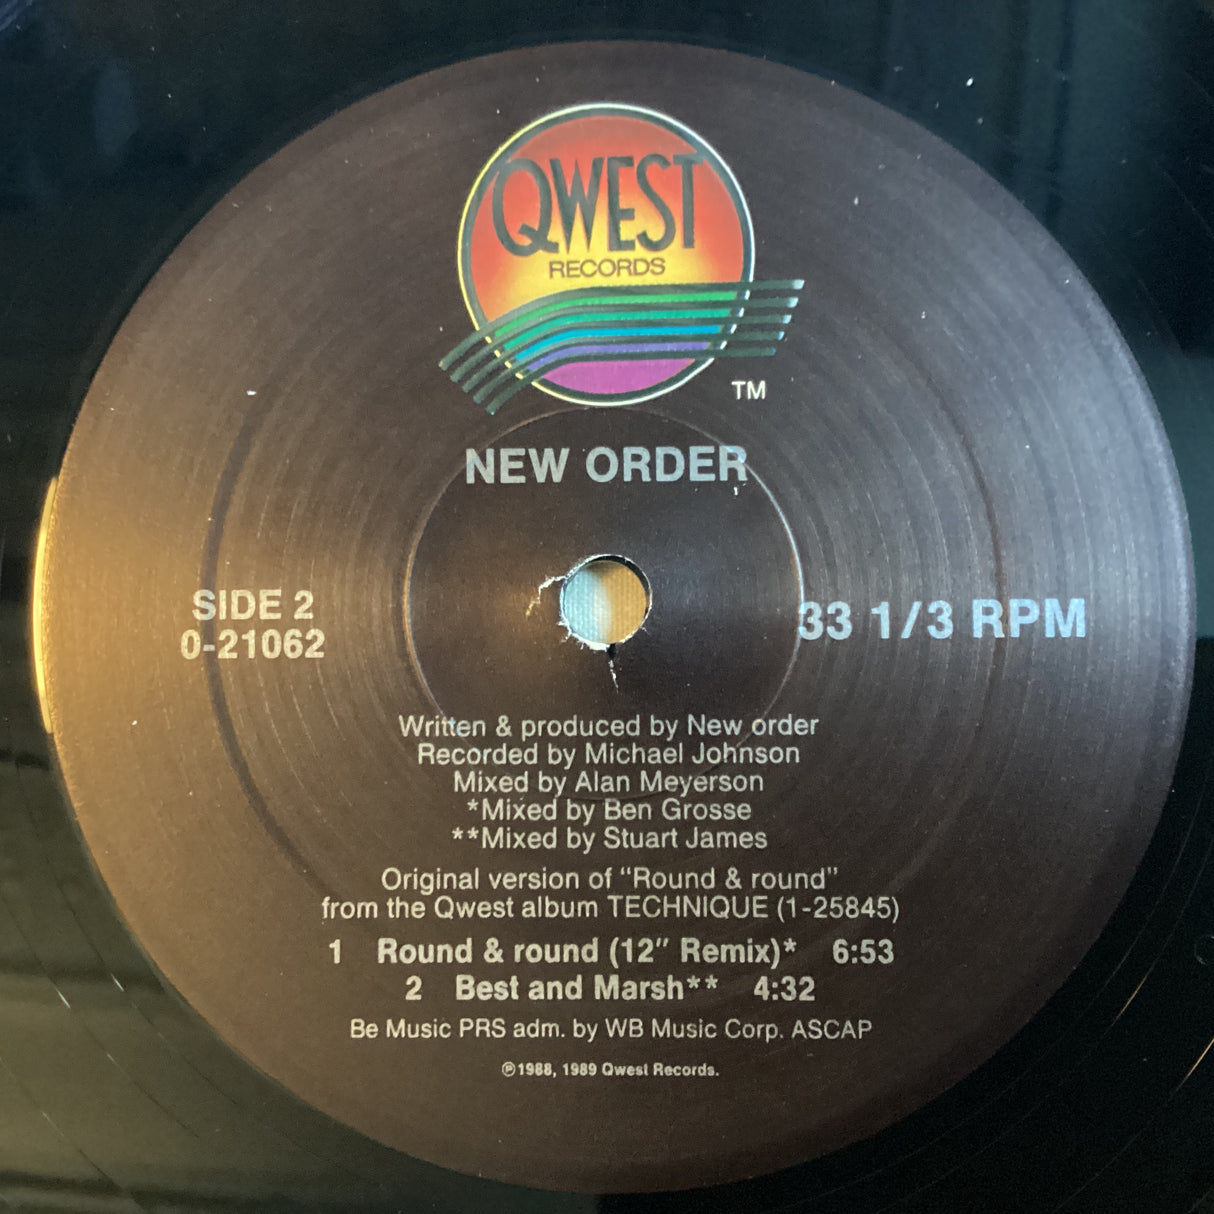 QWEST
RECORDS
TM
NEW ORDER
SIDE 2
0-21062
33 1/3 RPM
Written & produced by New order
Recorded by Michael Johnson
Mixed by Alan Meyerson
*Mixed by Ben Grosse
**Mixed by Stuart James
Original version of “Round & round”
from the Qwest album TECHNIQUE (1-25845)
1 Round & round (12″ Remix)* 6:53
2 Best and Marsh** 4:32
Be Music PRS adm. by WB Music Corp. ASCAP
℗1988, 1989 Qwest Records.